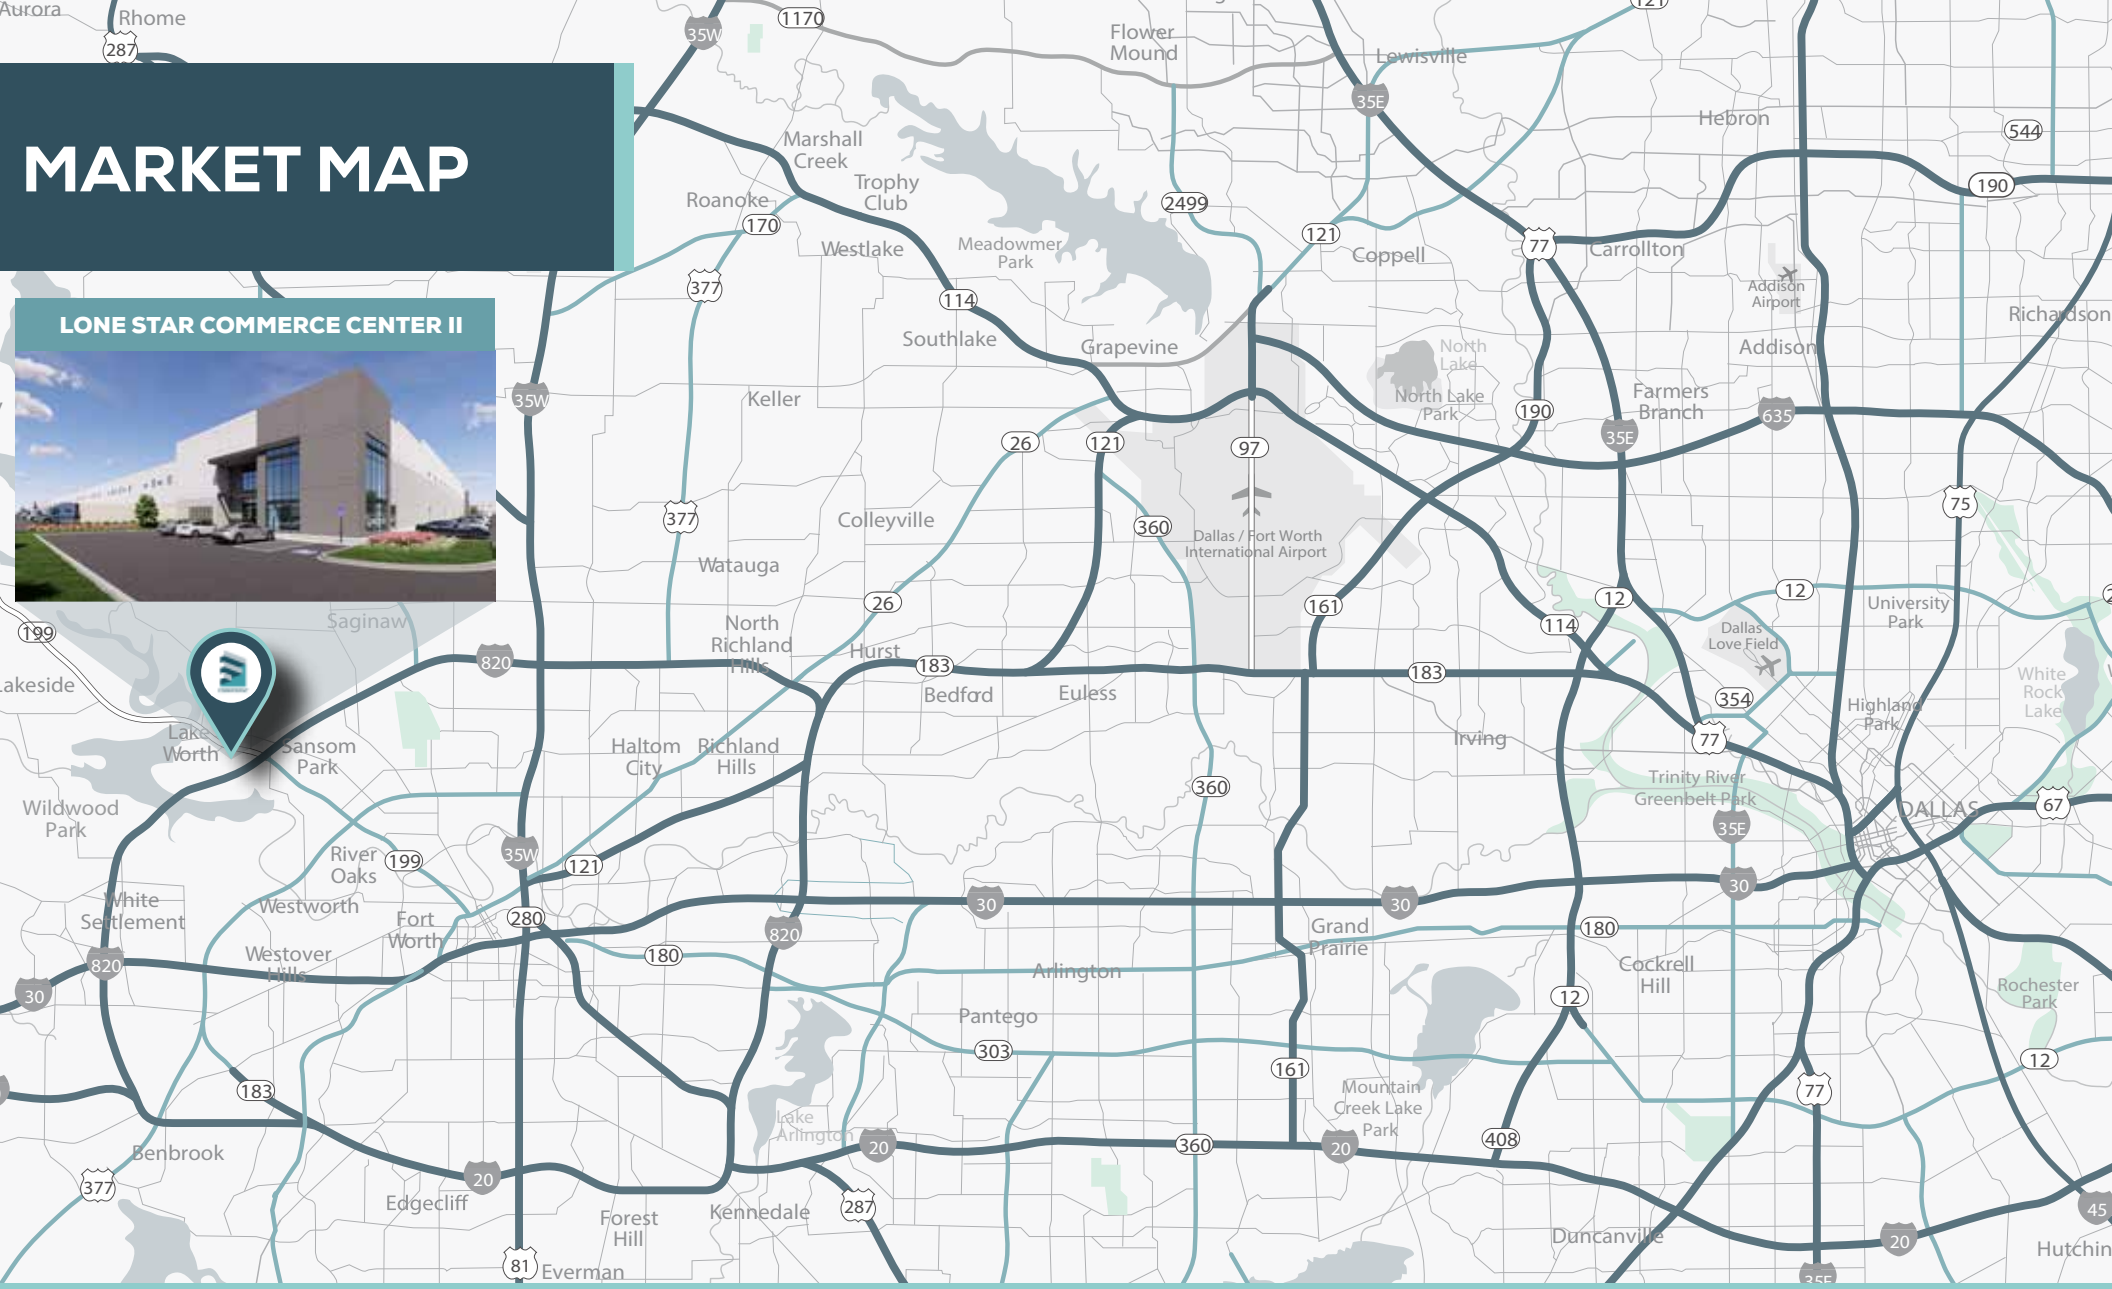 Aurora
Rhome
287
35W
1170
Flower
Mound
Lewisville
121
35E
Hebron
544
190
MARKET MAP
Marshall
Creek
Trophy
Club
Roanoke
170
Westlake
Meadowmer
Park
2499
121
Coppell
77
Carrollton
Addison
Airport
Richardson
377
114
Southlake
Grapevine
North
Lake
North Lake
Park
Addison
LONE STAR COMMERCE CENTER II
35W
Keller
190
Farmers
Branch
35E
635
26
121
97
377
Colleyville
360
Dallas / Fort Worth
International Airport
75
Watauga
26
161
12
12
University
Park
199
Saginaw
North
Richland
Hills
Hurst
114
Dallas
Love Field
820
183
183
Lakeside
Bedford
Euless
354
White
Rock
Lake
Highland
Park
Lake
Worth
Sansom
Park
Haltom
City
Richland
Hills
Irving
77
Trinity River
Greenbelt Park
360
Wildwood
Park
35E
DALLAS
67
River
Oaks
199
35W
121
30
White
Settlement
Westworth
Fort
Worth
280
30
30
820
Grand
Prairie
180
Westover
Hills
820
180
Arlington
Cockrell
Hill
30
12
Rochester
Park
Pantego
303
12
183
161
Mountain
Creek Lake
Park
77
Lake
Arlington
20
360
20
408
Benbrook
377
20
Edgecliff
Forest
Hill
Kennedale
287
45
Duncanville
20
Hutchin
81
Everman
35E